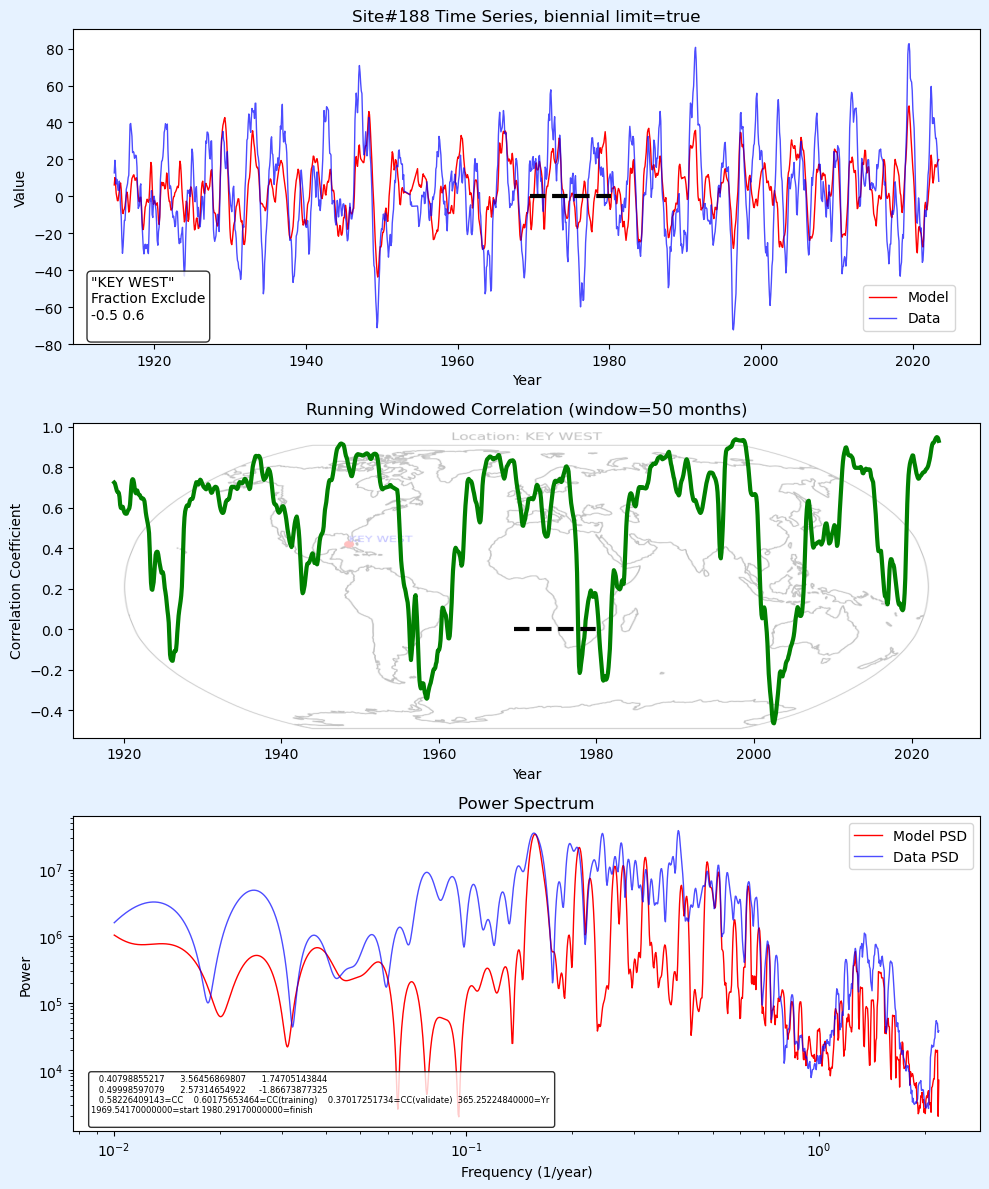 Site#188 Time Series, biennial limit=true
Value
80
60
40
20
0
−20
−40
−60
−80
"KEY WEST"
Fraction Exclude
-0.5 0.6
Model
Data
1920
1940
1960
1980
2000
2020
Year
Running Windowed Correlation (window=50 months)
Correlation Coefficient
1.0
0.8
0.6
0.4
0.2
0.0
−0.2
−0.4
Location: KEY WEST
KEY WEST
1920
1940
1960
1980
2000
2020
Year
Power Spectrum
Power
10⁷
10⁶
10⁵
10⁴
Model PSD
Data PSD
0.40798855217 3.56456869807 1.74705143844
0.49998597079 2.57314654922 -1.86673877325
0.58226409143=CC 0.60175653464=CC(training) 0.37017251734=CC(validate) 365.25224840000=Yr
1969.54170000000=start 1980.29170000000=finish
10⁻²
10⁻¹
10⁰
Frequency (1/year)